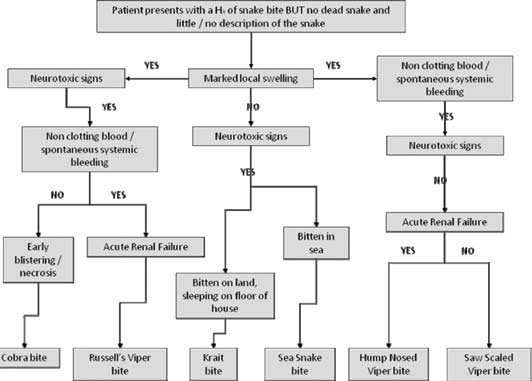 Patient presents with a Hx of snake bite BUT no dead snake and
little / no description of the snake
YES
YES
Neurotoxic signs
Marked local swelling
Non clotting blood /
spontaneous systemic
bleeding
YES
NO
YES
Non clotting blood /
spontaneous systemic
bleeding
Neurotoxic signs
Neurotoxic signs
YES
NO
NO
YES
Acute Renal Failure
Early
blistering /
necrosis
Acute Renal Failure
Bitten in
sea
YES
NO
Bitten on land,
sleeping on floor of
house
Cobra bite
Russell's Viper
bite
Krait
bite
Sea Snake
bite
Hump Nosed
Viper bite
Saw Scaled
Viper bite